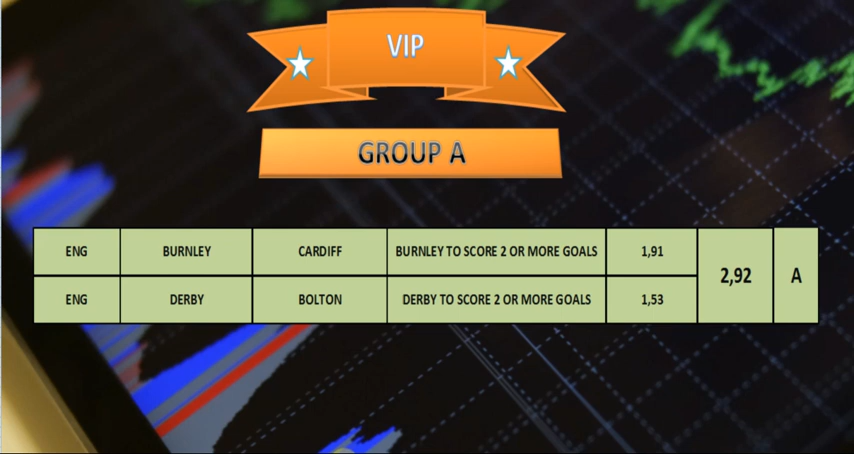 VIP
GROUP A
ENG BURNLEY CARDIFF BURNLEY TO SCORE 2 OR MORE GOALS 1,91
2,92 A
ENG DERBY BOLTON DERBY TO SCORE 2 OR MORE GOALS 1,53